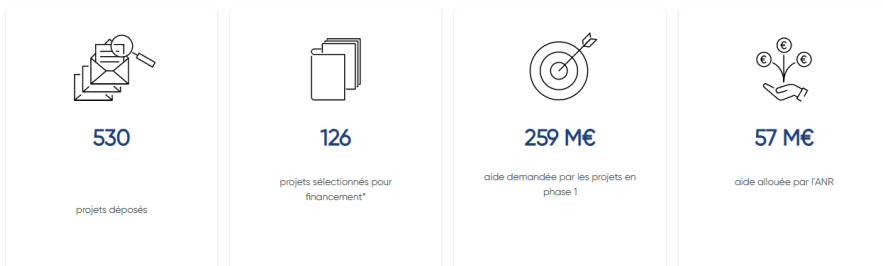 530
projets déposés
126
projets sélectionnés pour
financement*
259 M€
aide demandée par les projets en
phase 1
57 M€
aide allouée par l'ANR